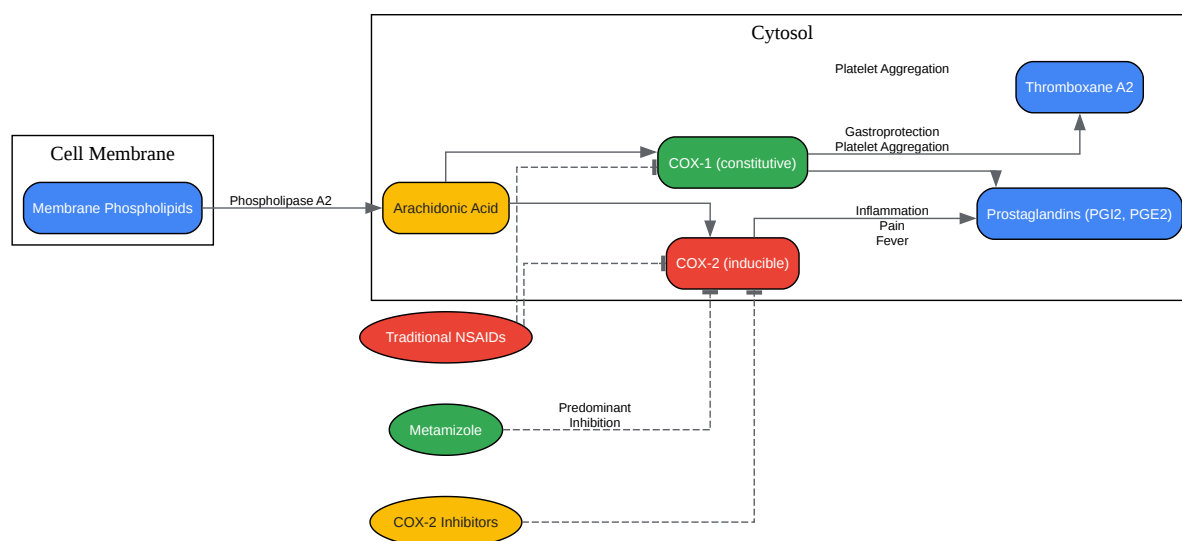 Cytosol
Platelet Aggregation
Thromboxane A2
Cell Membrane
Membrane Phospholipids
Phospholipase A2
Arachidonic Acid
COX-1 (constitutive)
Gastroprotection
Platelet Aggregation
Prostaglandins (PGI2, PGE2)
COX-2 (inducible)
Inflammation
Pain
Fever
Traditional NSAIDs
Metamizole
Predominant
Inhibition
COX-2 Inhibitors